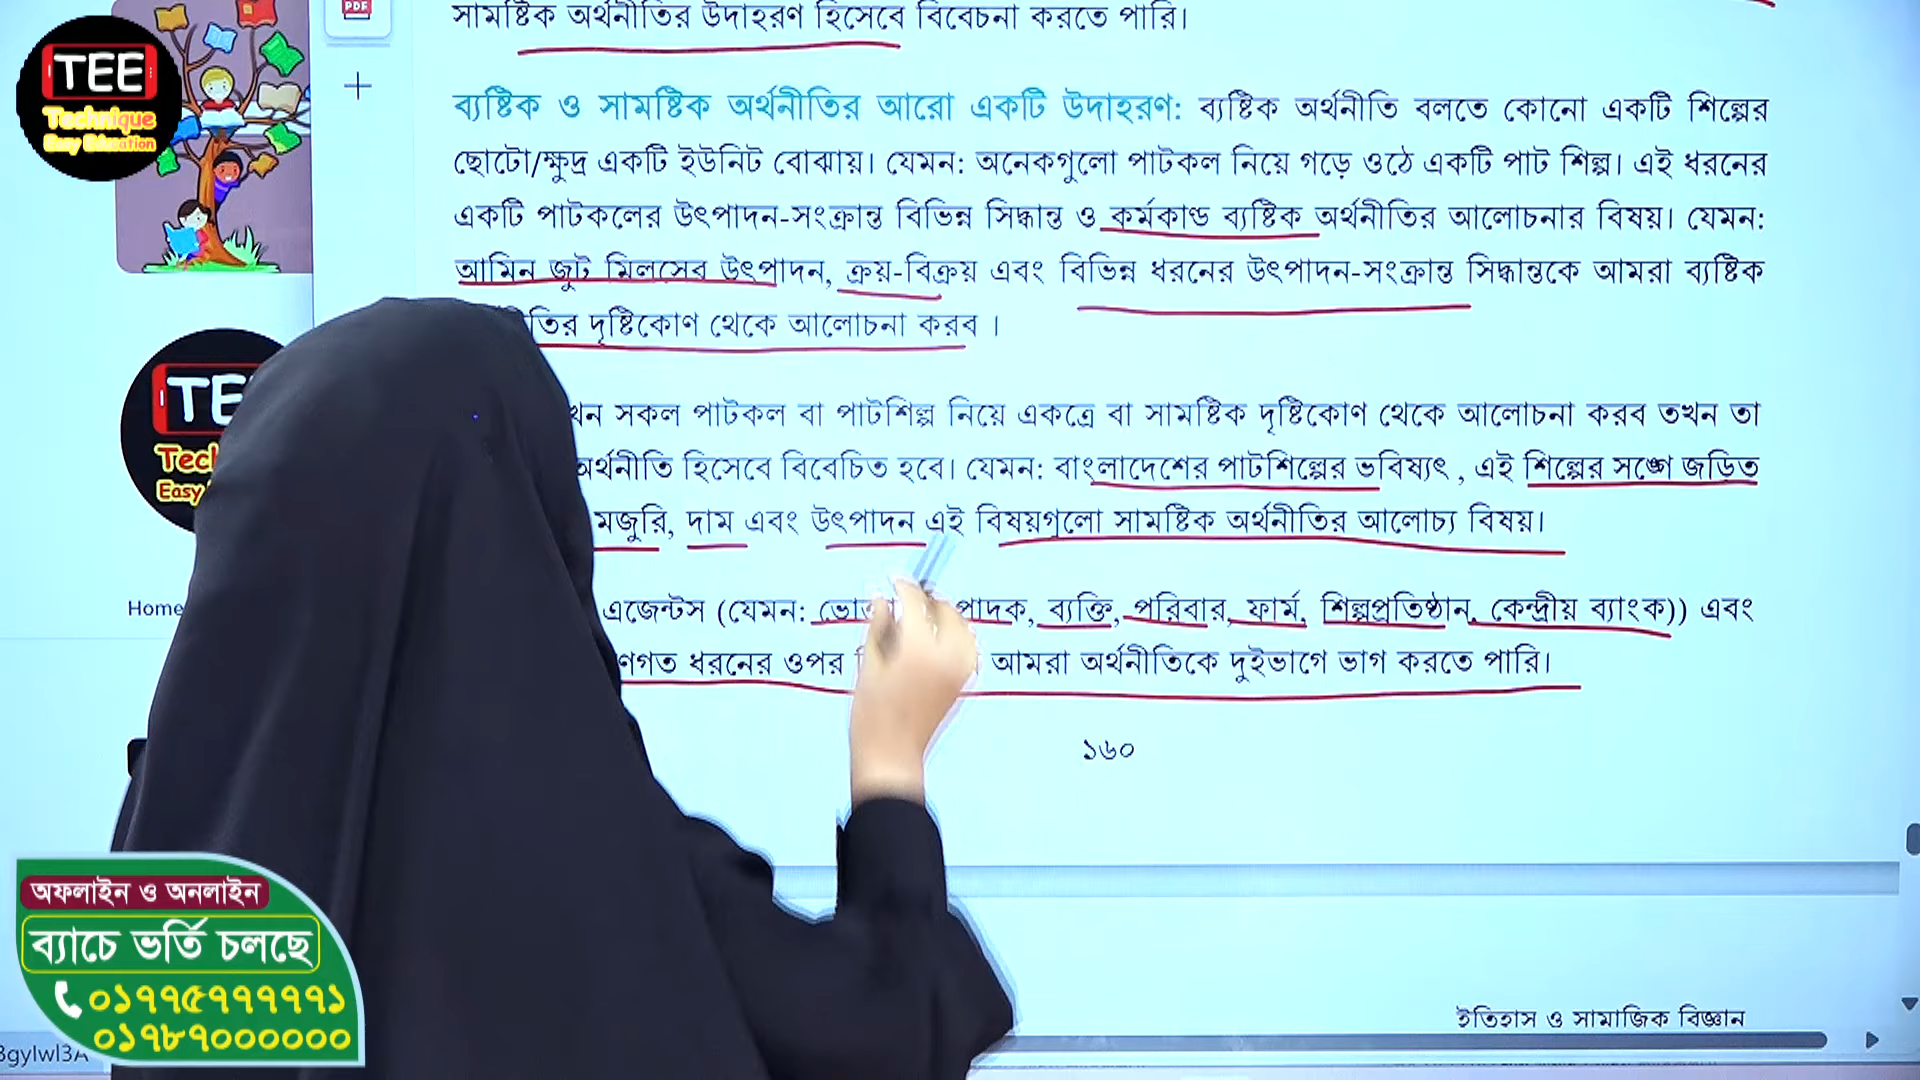 সামষ্টিক অর্থনীতির উদাহরণ হিসেবে বিবেচনা করতে পারি।
PDF
TEE
Technique
Easy Education
ব্যষ্টিক ও সামষ্টিক অর্থনীতির আরো একটি উদাহরণ: ব্যষ্টিক অর্থনীতি বলতে কোনো একটি শিল্পের
ছোটো/ক্ষুদ্র একটি ইউনিট বোঝায়। যেমন: অনেকগুলো পাটকল নিয়ে গড়ে ওঠে একটি পাট শিল্প। এই ধরনের
একটি পাটকলের উৎপাদন-সংক্রান্ত বিভিন্ন সিদ্ধান্ত ও কর্মকাণ্ড ব্যষ্টিক অর্থনীতির আলোচনার বিষয়। যেমন:
আমিন জুট মিলসের উৎপাদন, ক্রয়-বিক্রয় এবং বিভিন্ন ধরনের উৎপাদন-সংক্রান্ত সিদ্ধান্তকে আমরা ব্যষ্টিক
তির দৃষ্টিকোণ থেকে আলোচনা করব ।
TE
Tec
Easy
খন সকল পাটকল বা পাটশিল্প নিয়ে একত্রে বা সামষ্টিক দৃষ্টিকোণ থেকে আলোচনা করব তখন তা
অর্থনীতি হিসেবে বিবেচিত হবে। যেমন: বাংলাদেশের পাটশিল্পের ভবিষ্যৎ , এই শিল্পের সঙ্গে জড়িত
মজুরি, দাম এবং উৎপাদন এই বিষয়গুলো সামষ্টিক অর্থনীতির আলোচ্য বিষয়।
Home
এজেন্টস (যেমন: ভো পাদক, ব্যক্তি, পরিবার, ফার্ম, শিল্পপ্রতিষ্ঠান, কেন্দ্রীয় ব্যাংক)) এবং
ণগত ধরনের ওপর আমরা অর্থনীতিকে দুইভাগে ভাগ করতে পারি।
১৬০
অফলাইন ও অনলাইন
ব্যাচে ভর্তি চলছে
০১৭৭৫৭৭৭৭৭১
০১৭৮৭০০০০০০
ইতিহাস ও সামাজিক বিজ্ঞান
3gylwl3A